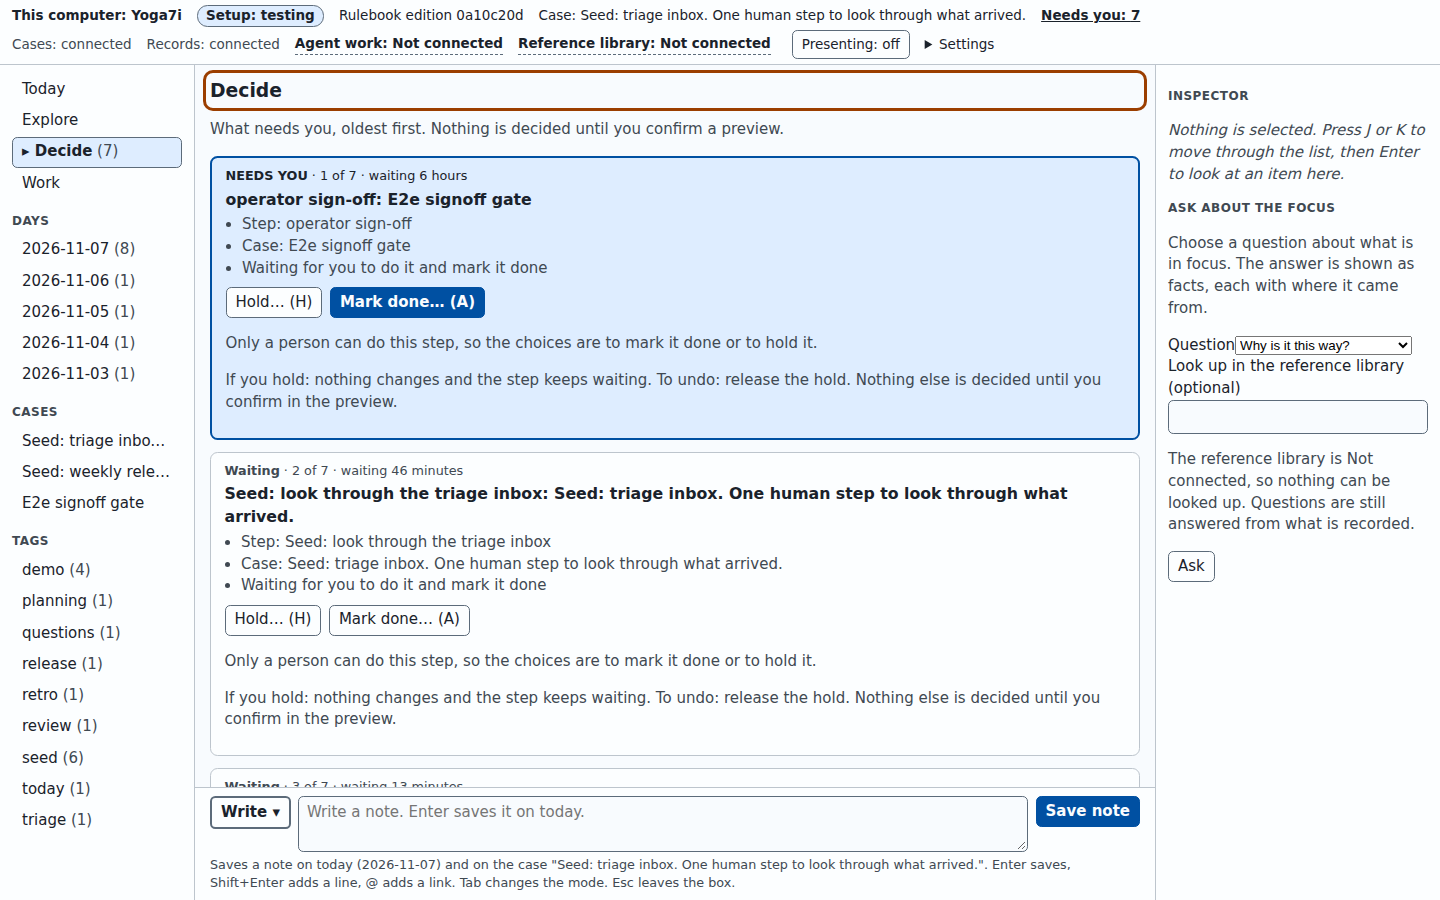 This computer: Yoga7i Setup: testing Rulebook edition 0a10c20d Case: Seed: triage inbox. One human step to look through what arrived. Needs you: 7
Cases: connected Records: connected Agent work: Not connected Reference library: Not connected Presenting: off ▶ Settings
Today
Explore
▸ Decide (7)
Work
DAYS
2026-11-07 (8)
2026-11-06 (1)
2026-11-05 (1)
2026-11-04 (1)
2026-11-03 (1)
CASES
Seed: triage inbo…
Seed: weekly rele…
E2e signoff gate
TAGS
demo (4)
planning (1)
questions (1)
release (1)
retro (1)
review (1)
seed (6)
today (1)
triage (1)
Decide
What needs you, oldest first. Nothing is decided until you confirm a preview.
NEEDS YOU · 1 of 7 · waiting 6 hours
operator sign-off: E2e signoff gate
• Step: operator sign-off
• Case: E2e signoff gate
• Waiting for you to do it and mark it done
Hold… (H) Mark done… (A)
Only a person can do this step, so the choices are to mark it done or to hold it.
If you hold: nothing changes and the step keeps waiting. To undo: release the hold. Nothing else is decided until you
confirm in the preview.
Waiting · 2 of 7 · waiting 46 minutes
Seed: look through the triage inbox: Seed: triage inbox. One human step to look through what
arrived.
• Step: Seed: look through the triage inbox
• Case: Seed: triage inbox. One human step to look through what arrived.
• Waiting for you to do it and mark it done
Hold… (H) Mark done… (A)
Only a person can do this step, so the choices are to mark it done or to hold it.
If you hold: nothing changes and the step keeps waiting. To undo: release the hold. Nothing else is decided until you
confirm in the preview.
Waiting · 3 of 7 · waiting 13 minutes
Write ▾ Write a note. Enter saves it on today. Save note
Saves a note on today (2026-11-07) and on the case "Seed: triage inbox. One human step to look through what arrived.". Enter saves,
Shift+Enter adds a line, @ adds a link. Tab changes the mode. Esc leaves the box.
INSPECTOR
Nothing is selected. Press J or K to
move through the list, then Enter
to look at an item here.
ASK ABOUT THE FOCUS
Choose a question about what is
in focus. The answer is shown as
facts, each with where it came
from.
Question Why is it this way?
Look up in the reference library
(optional)
The reference library is Not
connected, so nothing can be
looked up. Questions are still
answered from what is recorded.
Ask